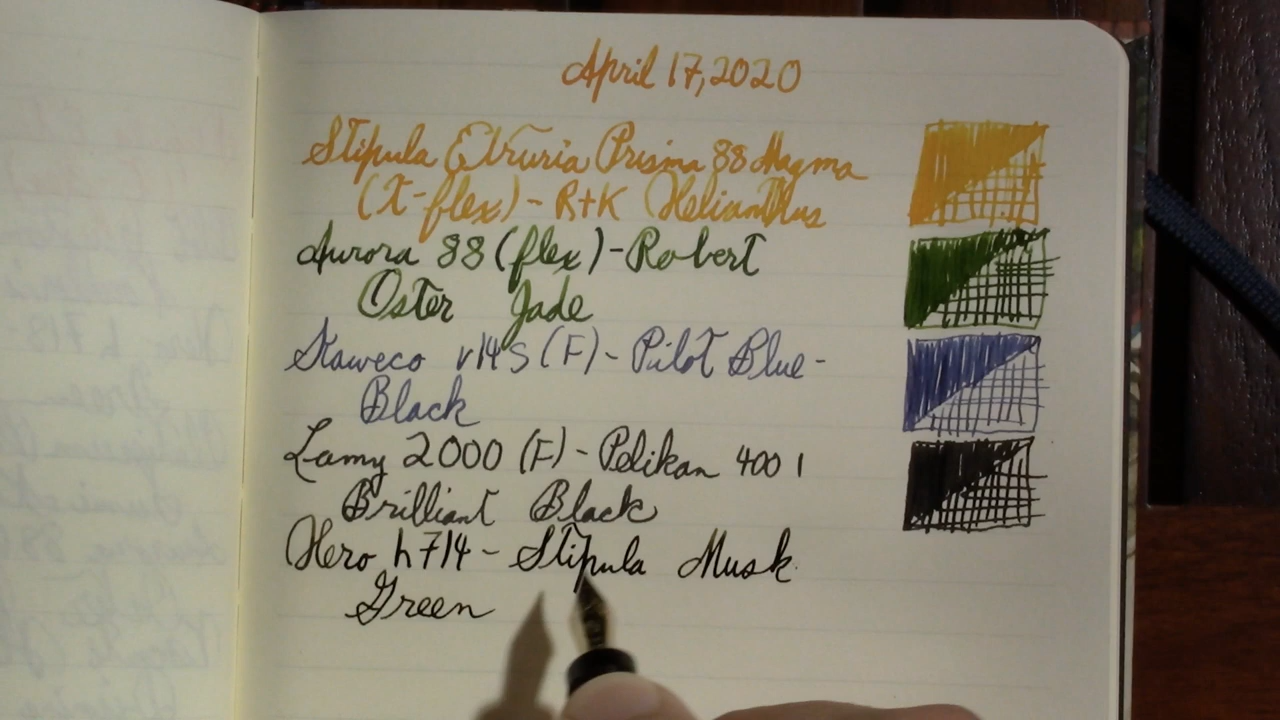 April 17, 2020
Stipula Etruria Prisma 88 Magma
(T-flex) - R+K Helianthus
Aurora 88 (flex) - Robert
Oster Jade
Kaweco
(F) - Pilot Blue-
Black
Lamy 2000 (F) - Pelikan 4001
Brilliant Black
Hero h714 - Stipula Musk
Green